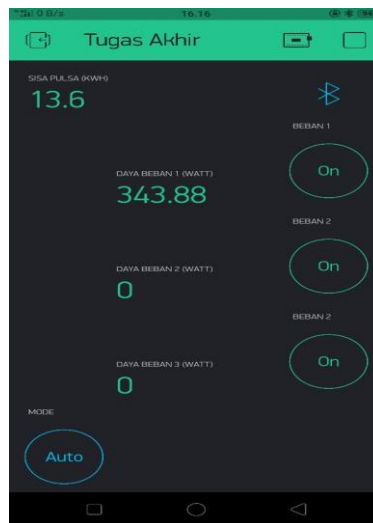 0 B/s 16.16
Tugas Akhir
SISA PULSA (KWH)
13.6
BEBAN 1
On
DAYA BEBAN 1 (WATT)
343.88
BEBAN 2
On
DAYA BEBAN 2 (WATT)
0
BEBAN 2
On
DAYA BEBAN 3 (WATT)
0
MODE
Auto